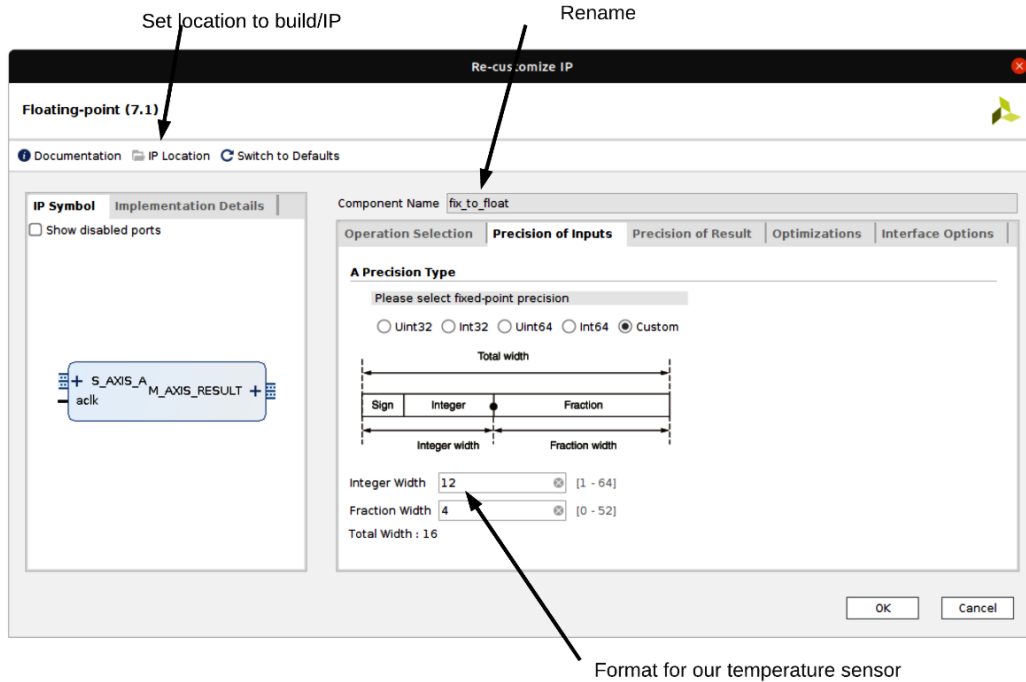 Set location to build/IP
Rename
Re-customize IP
Floating-point (7.1)
Documentation IP Location Switch to Defaults
IP Symbol Implementation Details
Show disabled ports
S_AXIS_A
M_AXIS_RESULT
aclk
Component Name fix_to_float
Operation Selection Precision of Inputs Precision of Result Optimizations Interface Options
A Precision Type
Please select fixed-point precision
Uint32 Int32 Uint64 Int64 Custom
Total width
Sign Integer Fraction
Integer width Fraction width
Integer Width 12 [1 - 64]
Fraction Width 4 [0 - 52]
Total Width : 16
OK Cancel
Format for our temperature sensor